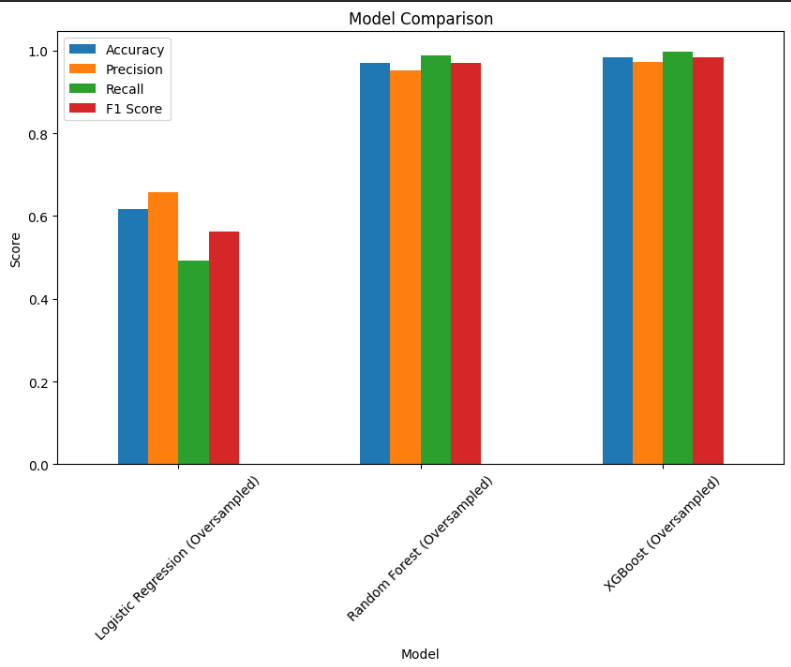 Model Comparison
Accuracy
Precision
Recall
F1 Score
1.0
0.8
0.6
0.4
0.2
0.0
Score
Logistic Regression (Oversampled)
Random Forest (Oversampled)
XGBoost (Oversampled)
Model